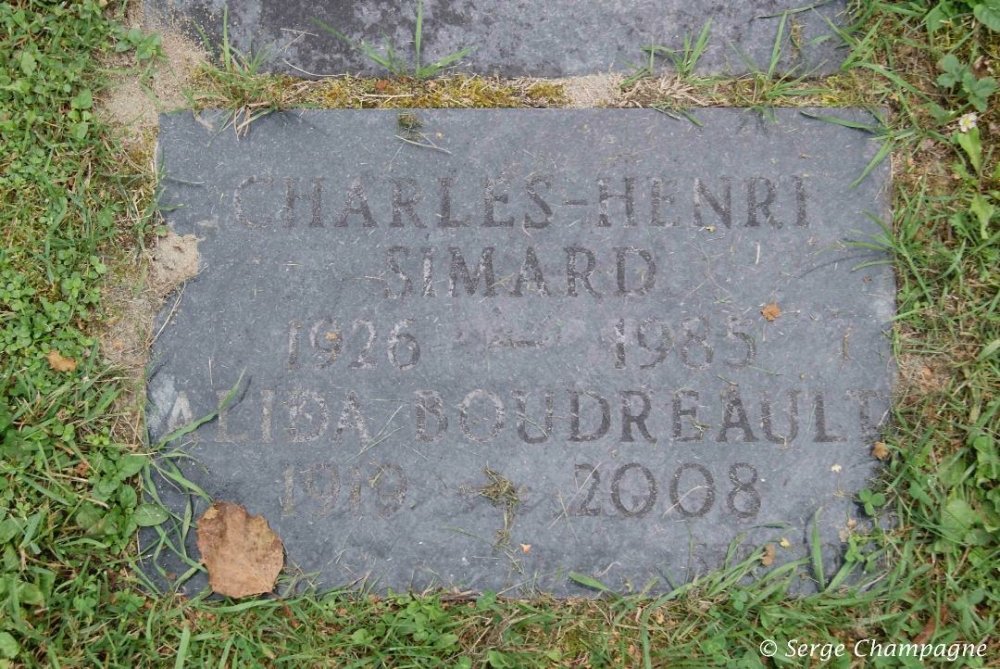 CHARLES-HENRI
SIMARD
1926 - 1985
ALIDA BOUDREAULT
1919 - 2008
© Serge Champagne